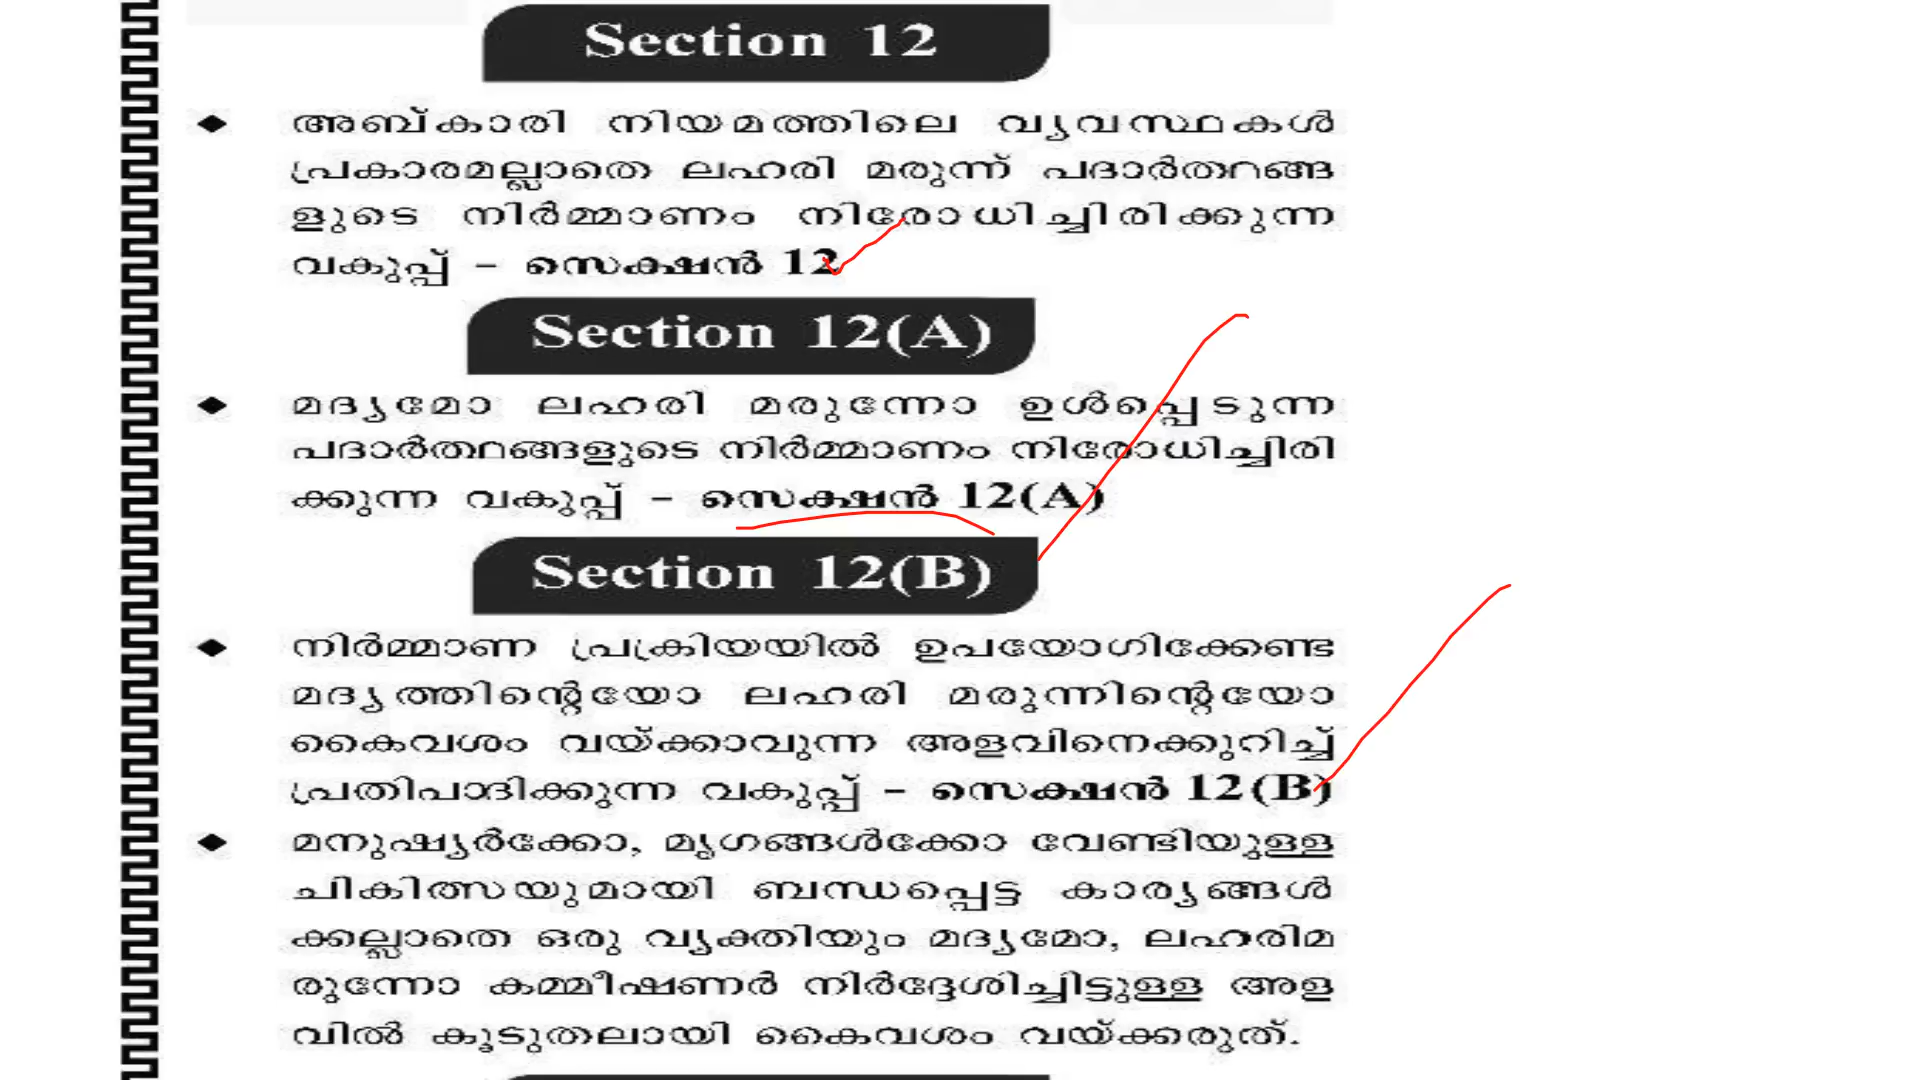 Section 12
◆ അബ്കാരി നിയമത്തിലെ വ്യവസ്ഥകൾ
പ്രകാരമല്ലാതെ ലഹരി മരുന്ന് പദാർത്ഥങ്ങ
ളുടെ നിർമ്മാണം നിരോധിച്ചിരിക്കുന്ന
വകുപ്പ് - സെക്ഷൻ 12
Section 12(A)
◆ മദ്യമോ ലഹരി മരുന്നോ ഉൾപ്പെടുന്ന
പദാർത്ഥങ്ങളുടെ നിർമ്മാണം നിരോധിച്ചിരി
ക്കുന്ന വകുപ്പ് - സെക്ഷൻ 12(A)
Section 12(B)
◆ നിർമ്മാണ പ്രക്രിയയിൽ ഉപയോഗിക്കേണ്ട
മദ്യത്തിന്റെയോ ലഹരി മരുന്നിന്റെയോ
കൈവശം വയ്ക്കാവുന്ന അളവിനെക്കുറിച്ച്
പ്രതിപാദിക്കുന്ന വകുപ്പ് - സെക്ഷൻ 12(B)
◆ മനുഷ്യർക്കോ, മൃഗങ്ങൾക്കോ വേണ്ടിയുള്ള
ചികിത്സയുമായി ബന്ധപ്പെട്ട കാര്യങ്ങൾ
ക്കല്ലാതെ ഒരു വ്യക്തിയും മദ്യമോ, ലഹരിമ
രുന്നോ കമ്മീഷണർ നിർദ്ദേശിച്ചിട്ടുള്ള അള
വിൽ കൂടുതലായി കൈവശം വയ്ക്കരുത്.